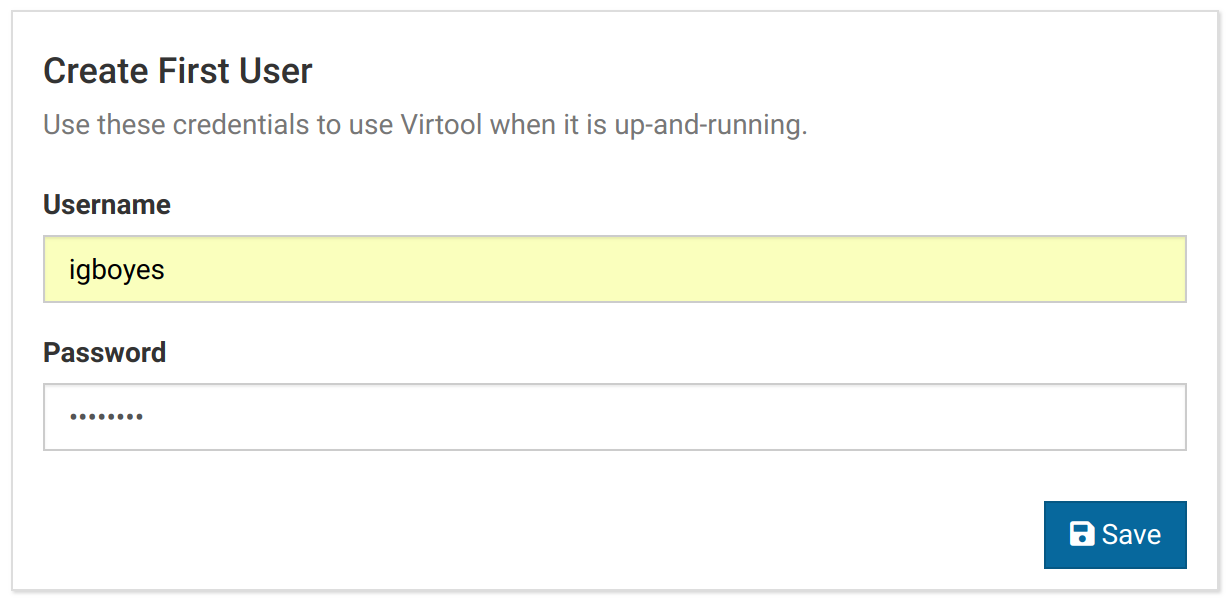 Create First User
Use these credentials to use Virtool when it is up-and-running.
Username
igboyes
Password
••••••••
Save